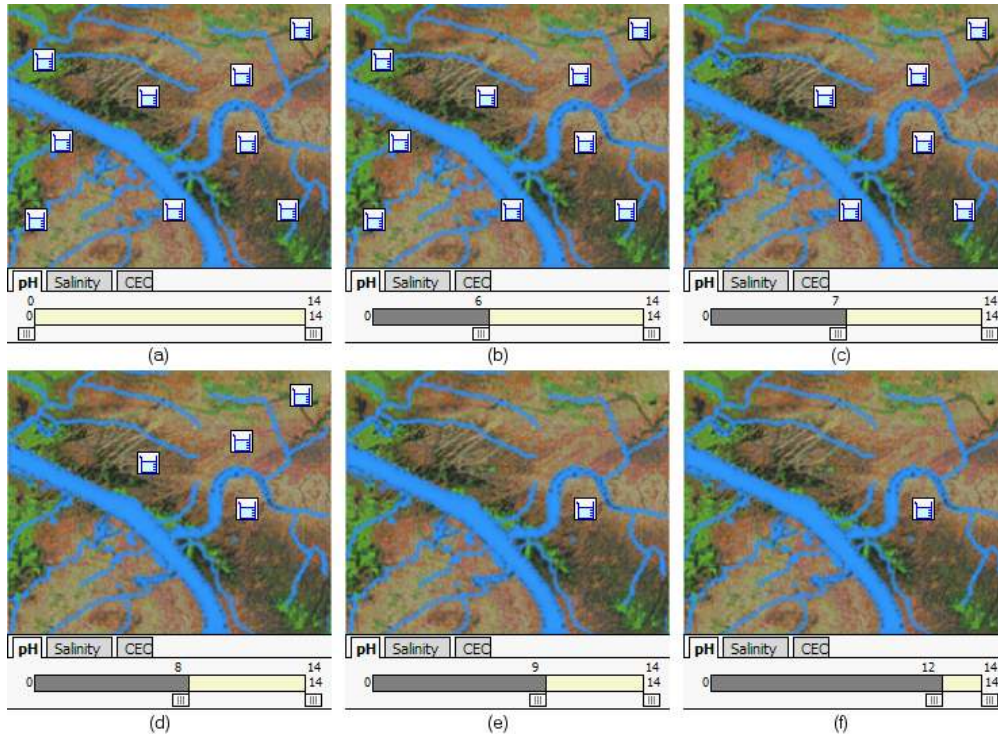 pH Salinity CEC
0 14
0 14
(a)
pH Salinity CEC
6 14
0 14
(b)
pH Salinity CEC
7 14
0 14
(c)
pH Salinity CEC
8 14
0 14
(d)
pH Salinity CEC
9 14
0 14
(e)
pH Salinity CEC
12 14
0 14
(f)